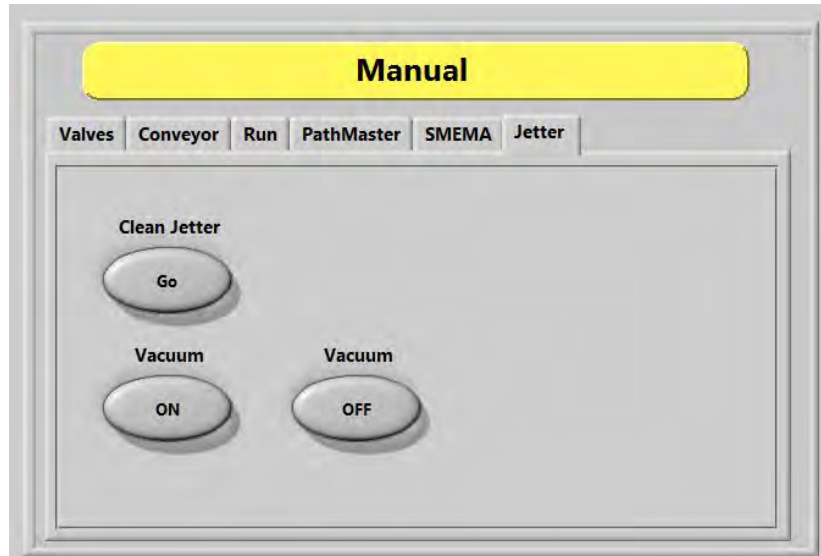 Manual
Valves Conveyor Run PathMaster SMEMA Jetter
Clean Jetter
Go
Vacuum Vacuum
ON OFF